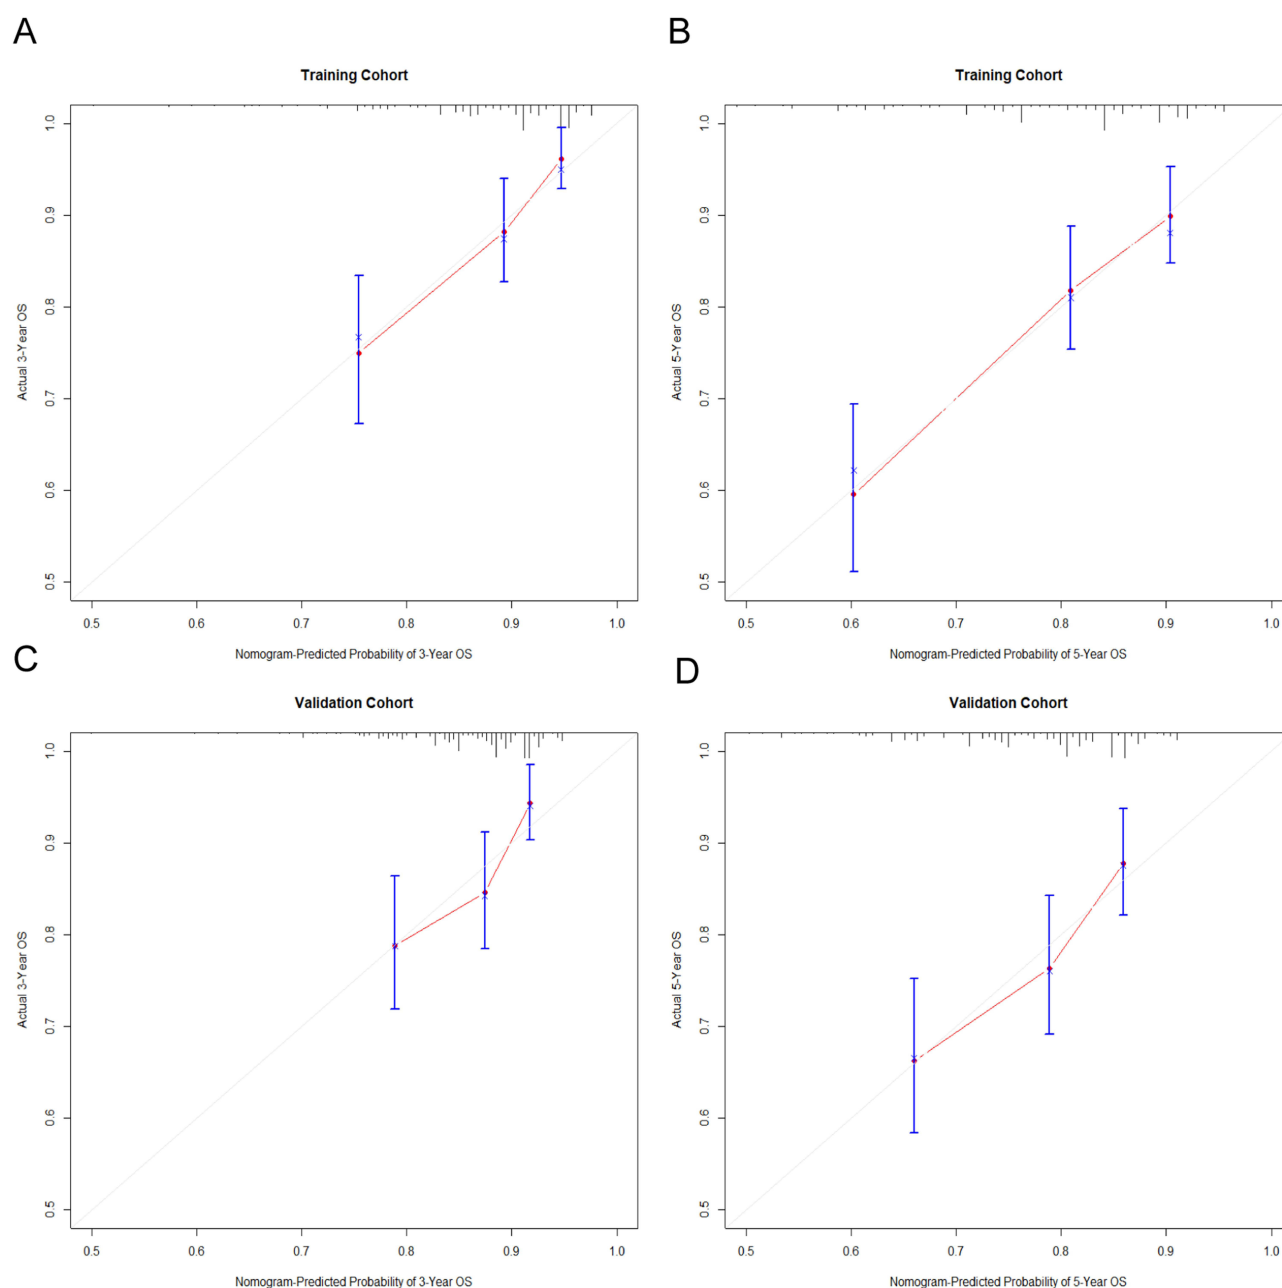 A
B
Training Cohort
Training Cohort
1.0
0.9
0.8
0.7
0.6
0.5
Actual 3-Year OS
0.5 0.6 0.7 0.8 0.9 1.0
Nomogram-Predicted Probability of 3-Year OS
1.0
0.9
0.8
0.7
0.6
0.5
Actual 5-Year OS
0.5 0.6 0.7 0.8 0.9 1.0
Nomogram-Predicted Probability of 5-Year OS
C
D
Validation Cohort
Validation Cohort
1.0
0.9
0.8
0.7
0.6
0.5
Actual 3-Year OS
0.5 0.6 0.7 0.8 0.9 1.0
Nomogram-Predicted Probability of 3-Year OS
1.0
0.9
0.8
0.7
0.6
0.5
Actual 5-Year OS
0.5 0.6 0.7 0.8 0.9 1.0
Nomogram-Predicted Probability of 5-Year OS